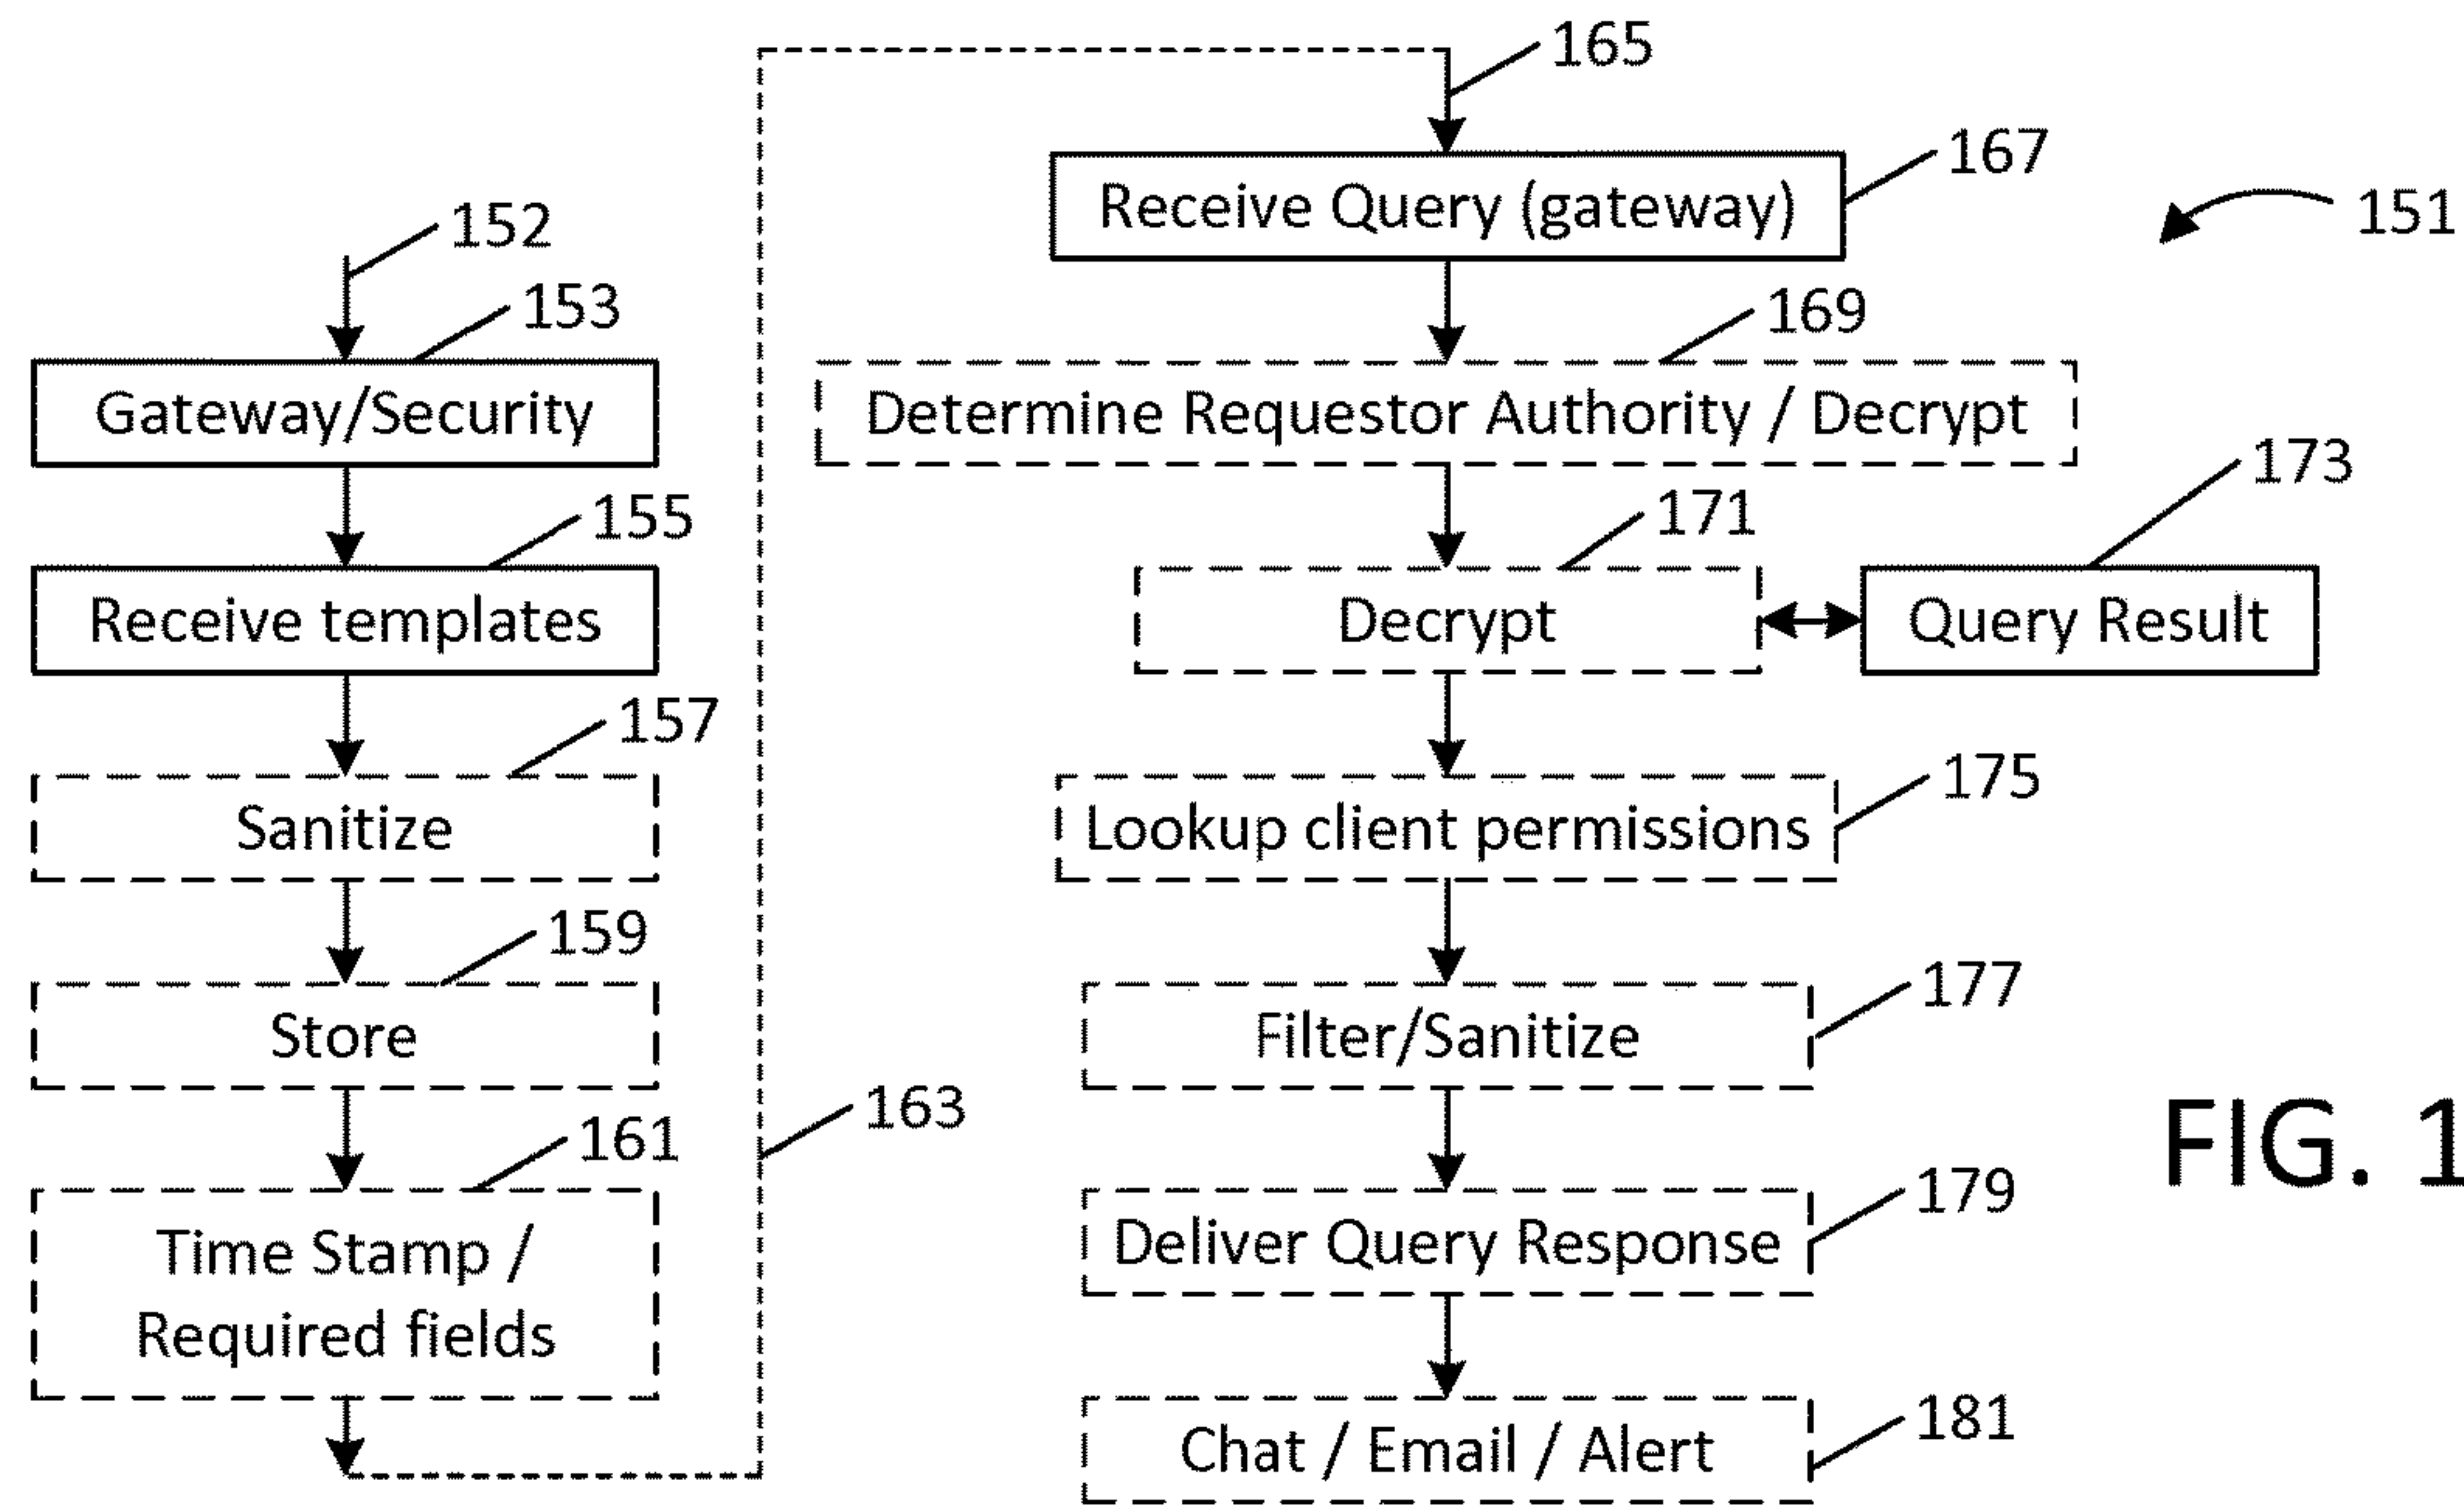 152
153
Gateway/Security
155
Receive templates
157
Sanitize
159
Store
161
Time Stamp /
Required fields
163
165
167
Receive Query (gateway)
151
169
Determine Requestor Authority / Decrypt
171
173
Decrypt
Query Result
175
Lookup client permissions
177
Filter/Sanitize
179
Deliver Query Response
181
Chat / Email / Alert
FIG. 1